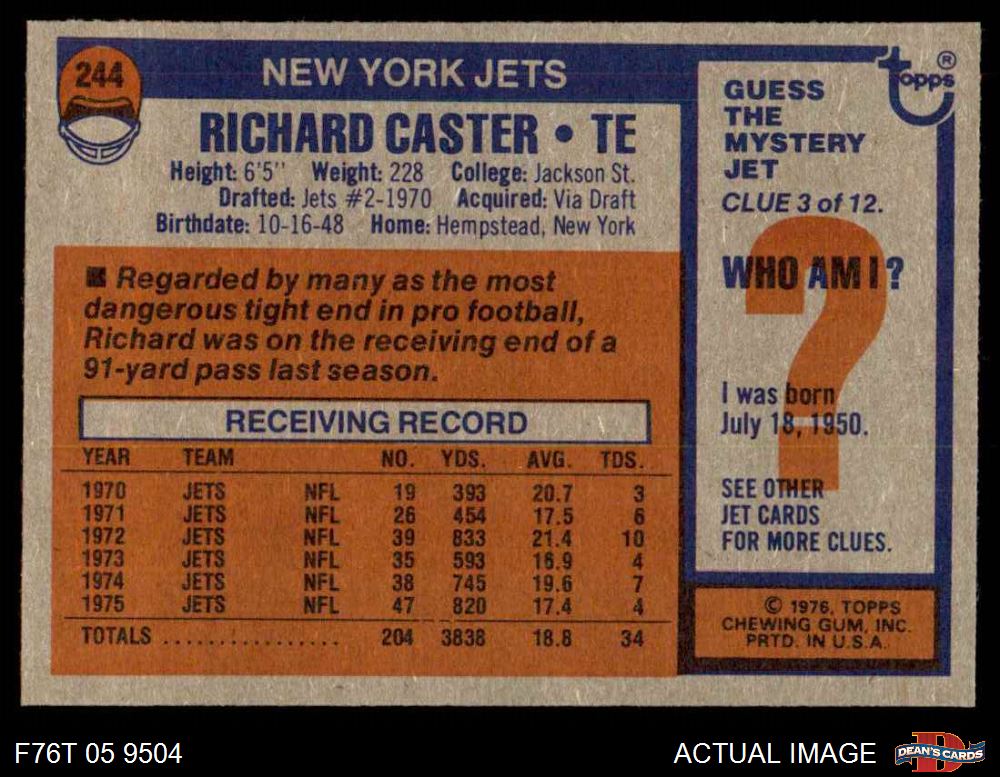 244
NEW YORK JETS
RICHARD CASTER • TE
Height: 6'5" Weight: 228 College: Jackson St.
Drafted: Jets #2-1970 Acquired: Via Draft
Birthdate: 10-16-48 Home: Hempstead, New York
Regarded by many as the most
dangerous tight end in pro football,
Richard was on the receiving end of a
91-yard pass last season.
RECEIVING RECORD
YEAR TEAM NO. YDS. AVG. TDS.
1970 JETS NFL 19 393 20.7 3
1971 JETS NFL 26 454 17.5 6
1972 JETS NFL 39 833 21.4 10
1973 JETS NFL 35 593 16.9 4
1974 JETS NFL 38 745 19.6 7
1975 JETS NFL 47 820 17.4 4
TOTALS ................. 204 3838 18.8 34
topps ®
GUESS
THE
MYSTERY
JET
CLUE 3 of 12.
WHO AM I?
?
I was born
July 18, 1950.
SEE OTHER
JET CARDS
FOR MORE CLUES.
© 1976, TOPPS
CHEWING GUM, INC.
PRTD. IN U.S.A.
F76T 05 9504
ACTUAL IMAGE
D
DEAN'S CARDS